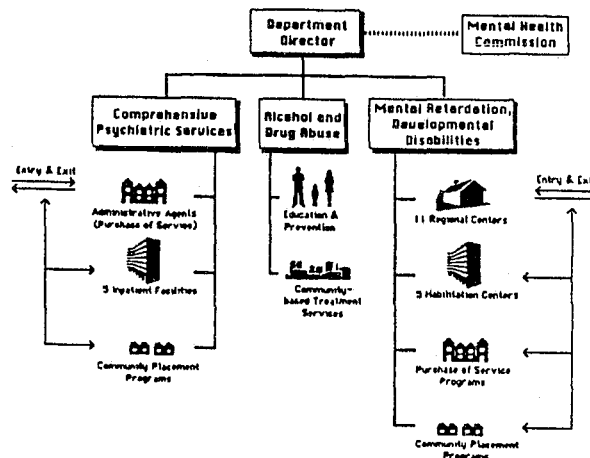 Department
Director
Mental Health
Commission
Comprehensive
Psychiatric Services
Alcohol and
Drug Abuse
Mental Retardation,
Developmental
Disabilities
Entry & Exit
Administrative Agents
(Purchase of Service)
5 Inpatient Facilities
Community Placement
Programs
Education &
Prevention
Community-
based Treatment
Services
Entry & Exit
11 Regional Centers
Habilitation Centers
Purchase of Service
Programs
Community Placement
Programs